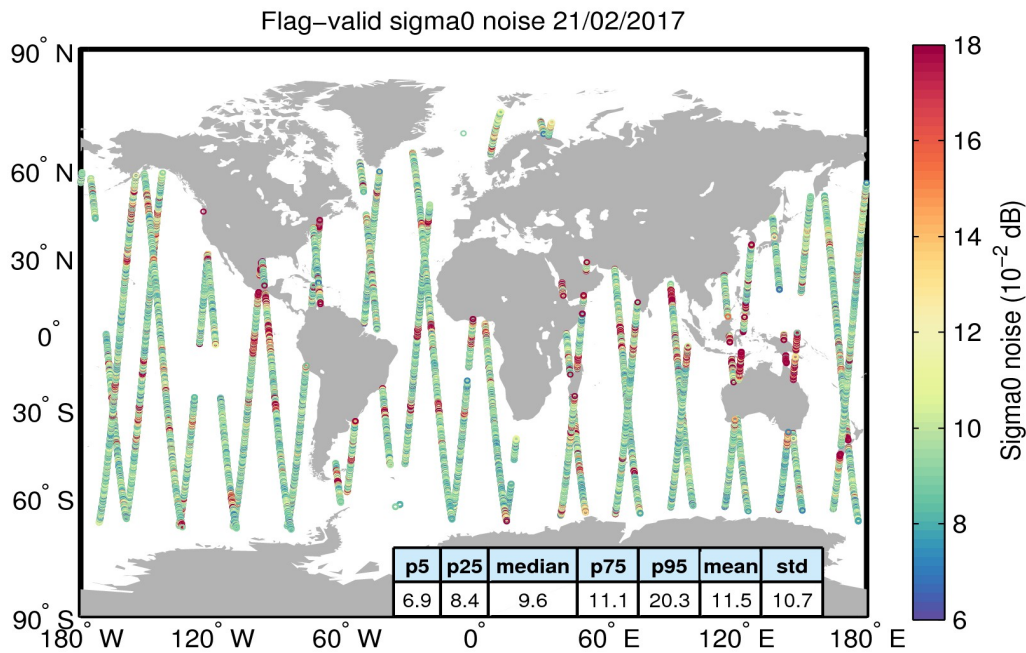 Flag−valid sigma0 noise 21/02/2017
90° N
60° N
30° N
0°
30° S
60° S
90° S
180° W
120° W
60° W
0°
60° E
120° E
180° E
p5 p25 median p75 p95 mean std
6.9 8.4 9.6 11.1 20.3 11.5 10.7
18
16
14
12
10
8
6
Sigma0 noise (10⁻² dB)